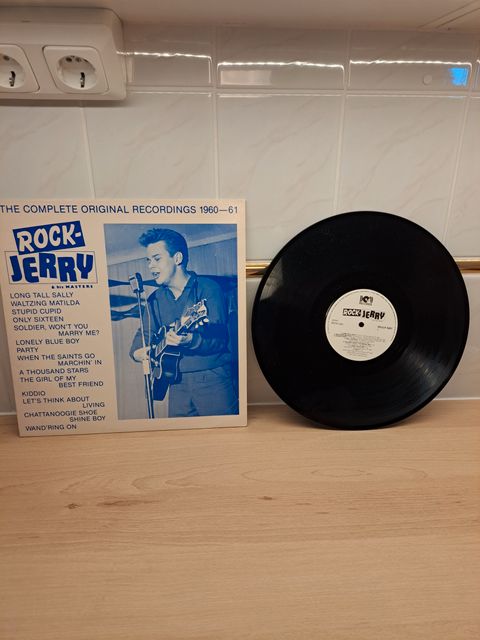 THE COMPLETE ORIGINAL RECORDINGS 1960—61
ROCK-
JERRY
& his MASTERS
LONG TALL SALLY
WALTZING MATILDA
STUPID CUPID
ONLY SIXTEEN
SOLDIER, WON'T YOU
MARRY ME?
LONELY BLUE BOY
PARTY
WHEN THE SAINTS GO
MARCHIN' IN
A THOUSAND STARS
THE GIRL OF MY
BEST FRIEND
KIDDIO
LET'S THINK ABOUT
LIVING
CHATTANOOGIE SHOE
SHINE BOY
WAND'RING ON
ROCK-JERRY